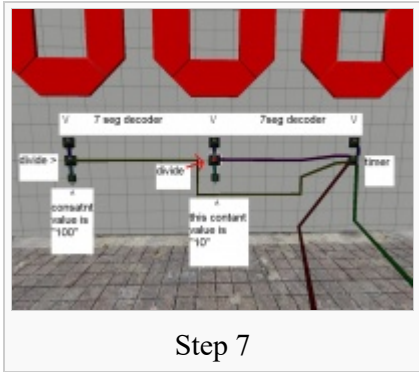 V 7 seg decoder V 7seg decoder V
divide >
divide
timer
^
consatnt
value is
"100"
^
this contant
value is
"10"
Step 7